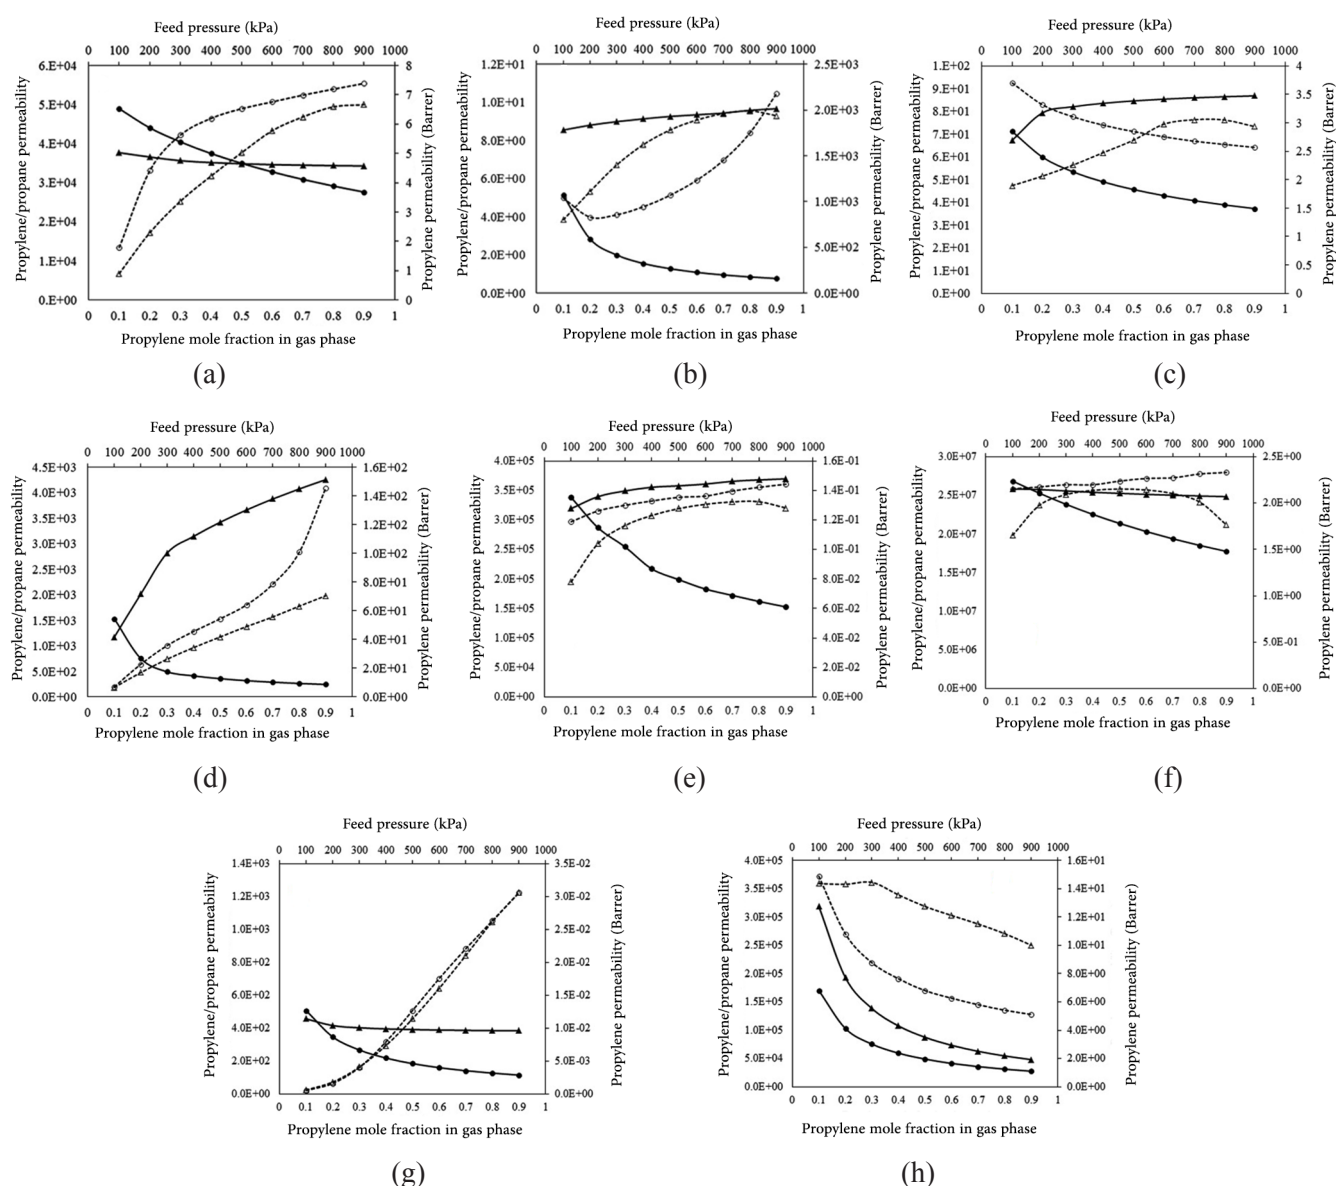 Feed pressure (kPa)
0 100 200 300 400 500 600 700 800 900 1000
Propylene/propane permeability
6.E+04
5.E+04
4.E+04
3.E+04
2.E+04
1.E+04
0.E+00
8
7
6
5
4
3
2
1
0
Propylene permeability (Barrer)
0 0.1 0.2 0.3 0.4 0.5 0.6 0.7 0.8 0.9 1
Propylene mole fraction in gas phase
(a)
Feed pressure (kPa)
0 100 200 300 400 500 600 700 800 900 1000
Propylene/propane permeability
1.2E+01
1.0E+01
8.0E+00
6.0E+00
4.0E+00
2.0E+00
0.0E+00
2.5E+03
2.0E+03
1.5E+03
1.0E+03
5.0E+02
0.0E+00
Propylene permeability (Barrer)
0 0.1 0.2 0.3 0.4 0.5 0.6 0.7 0.8 0.9 1
Propylene mole fraction in gas phase
(b)
Feed pressure (kPa)
0 100 200 300 400 500 600 700 800 900 1000
Propylene/propane permeability
1.E+02
9.E+01
8.E+01
7.E+01
6.E+01
5.E+01
4.E+01
3.E+01
2.E+01
1.E+01
0.E+00
4
3.5
3
2.5
2
1.5
1
0.5
0
Propylene permeability (Barrer)
0 0.1 0.2 0.3 0.4 0.5 0.6 0.7 0.8 0.9 1
Propylene mole fraction in gas phase
(c)
Feed pressure (kPa)
0 100 200 300 400 500 600 700 800 900 1000
Propylene/propane permeability
4.5E+03
4.0E+03
3.5E+03
3.0E+03
2.5E+03
2.0E+03
1.5E+03
1.0E+03
5.0E+02
0.0E+00
1.6E+02
1.4E+02
1.2E+02
1.0E+02
8.0E+01
6.0E+01
4.0E+01
2.0E+01
0.0E+00
Propylene permeability (Barrer)
0 0.1 0.2 0.3 0.4 0.5 0.6 0.7 0.8 0.9 1
Propylene mole fraction in gas phase
(d)
Feed pressure (kPa)
0 100 200 300 400 500 600 700 800 900 1000
Propylene/propane permeability
4.0E+05
3.5E+05
3.0E+05
2.5E+05
2.0E+05
1.5E+05
1.0E+05
5.0E+04
0.0E+00
1.6E-01
1.4E-01
1.2E-01
1.0E-01
8.0E-02
6.0E-02
4.0E-02
2.0E-02
0.0E+00
Propylene permeability (Barrer)
0 0.1 0.2 0.3 0.4 0.5 0.6 0.7 0.8 0.9 1
Propylene mole fraction in gas phase
(e)
Feed pressure (kPa)
0 100 200 300 400 500 600 700 800 900 1000
Propylene/propane permeability
3.0E+07
2.5E+07
2.0E+07
1.5E+07
1.0E+07
5.0E+06
0.0E+00
2.5E+00
2.0E+00
1.5E+00
1.0E+00
5.0E-01
0.0E+00
Propylene permeability (Barrer)
0 0.1 0.2 0.3 0.4 0.5 0.6 0.7 0.8 0.9 1
Propylene mole fraction in gas phase
(f)
Feed pressure (kPa)
0 100 200 300 400 500 600 700 800 900 1000
Propylene/propane permeability
1.4E+03
1.2E+03
1.0E+03
8.0E+02
6.0E+02
4.0E+02
2.0E+02
0.0E+00
3.5E-02
3.0E-02
2.5E-02
2.0E-02
1.5E-02
1.0E-02
5.0E-03
0.0E+00
Propylene permeability (Barrer)
0 0.1 0.2 0.3 0.4 0.5 0.6 0.7 0.8 0.9 1
Propylene mole fraction in gas phase
(g)
Feed pressure (kPa)
0 100 200 300 400 500 600 700 800 900 1000
Propylene/propane permeability
4.0E+05
3.5E+05
3.0E+05
2.5E+05
2.0E+05
1.5E+05
1.0E+05
5.0E+04
0.0E+00
1.6E+01
1.4E+01
1.2E+01
1.0E+01
8.0E+00
6.0E+00
4.0E+00
2.0E+00
0.0E+00
Propylene permeability (Barrer)
0 0.1 0.2 0.3 0.4 0.5 0.6 0.7 0.8 0.9 1
Propylene mole fraction in gas phase
(h)